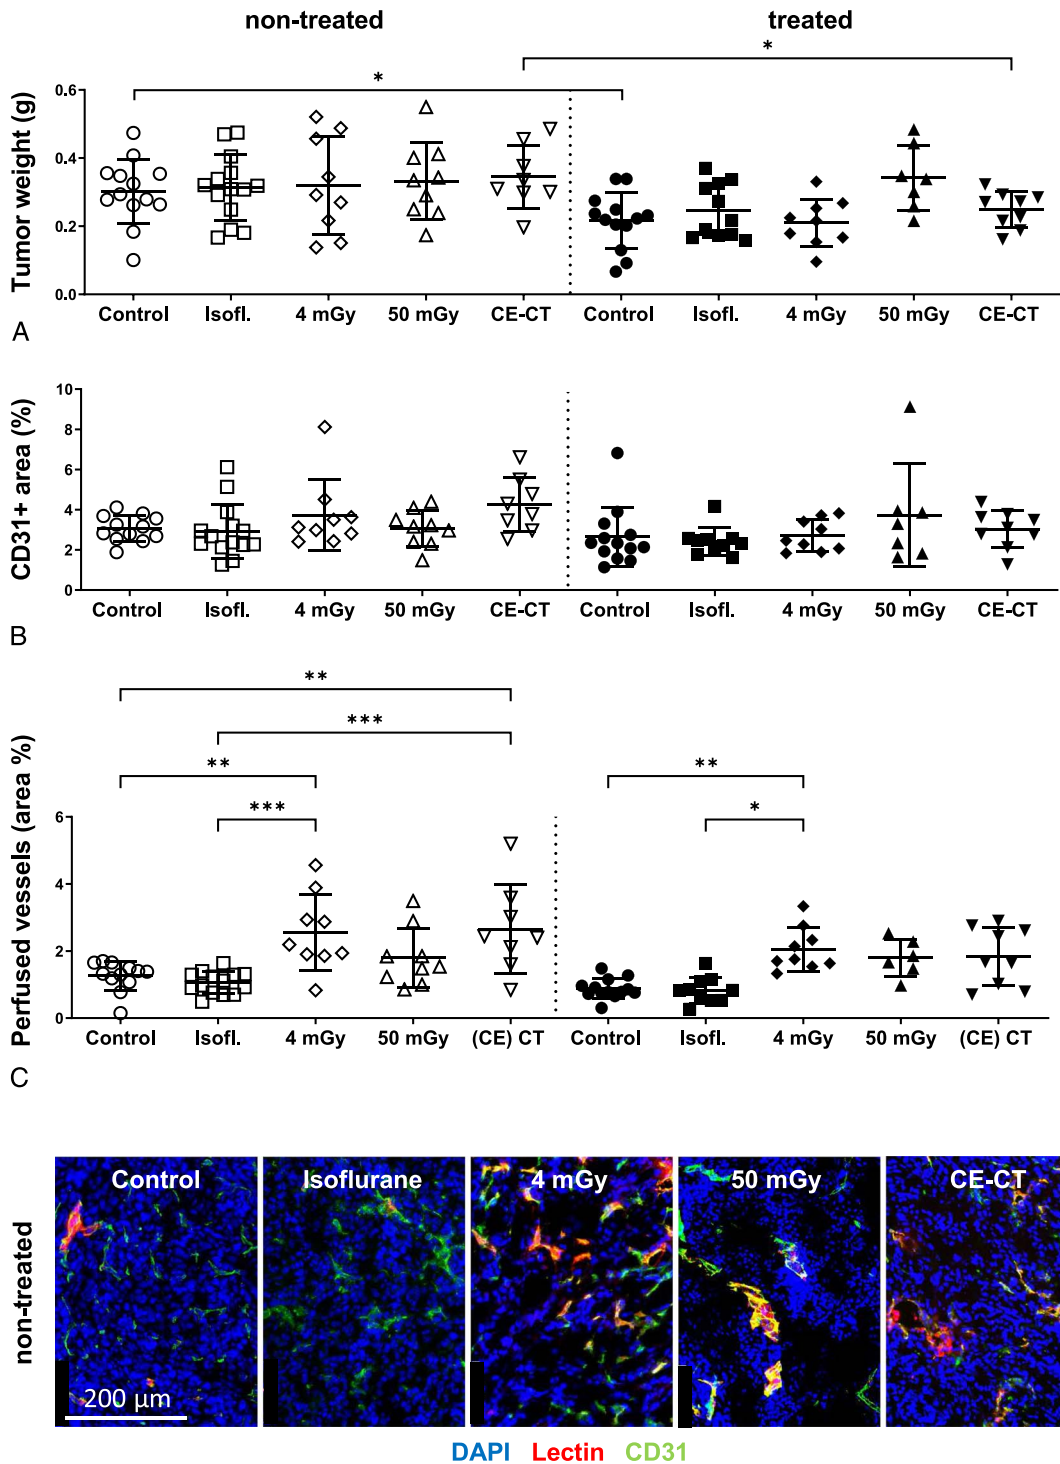 non-treated treated
* *
Tumor weight (g)
0.6
0.4
0.2
0.0
Control Isofl. 4 mGy 50 mGy CE-CT Control Isofl. 4 mGy 50 mGy CE-CT
A
CD31+ area (%)
10
8
6
4
2
0
Control Isofl. 4 mGy 50 mGy CE-CT Control Isofl. 4 mGy 50 mGy CE-CT
B
**
***
** **
*** *
Perfused vessels (area %)
6
4
2
0
Control Isofl. 4 mGy 50 mGy (CE) CT Control Isofl. 4 mGy 50 mGy (CE) CT
C
non-treated
Control Isoflurane 4 mGy 50 mGy CE-CT
200 µm
DAPI Lectin CD31